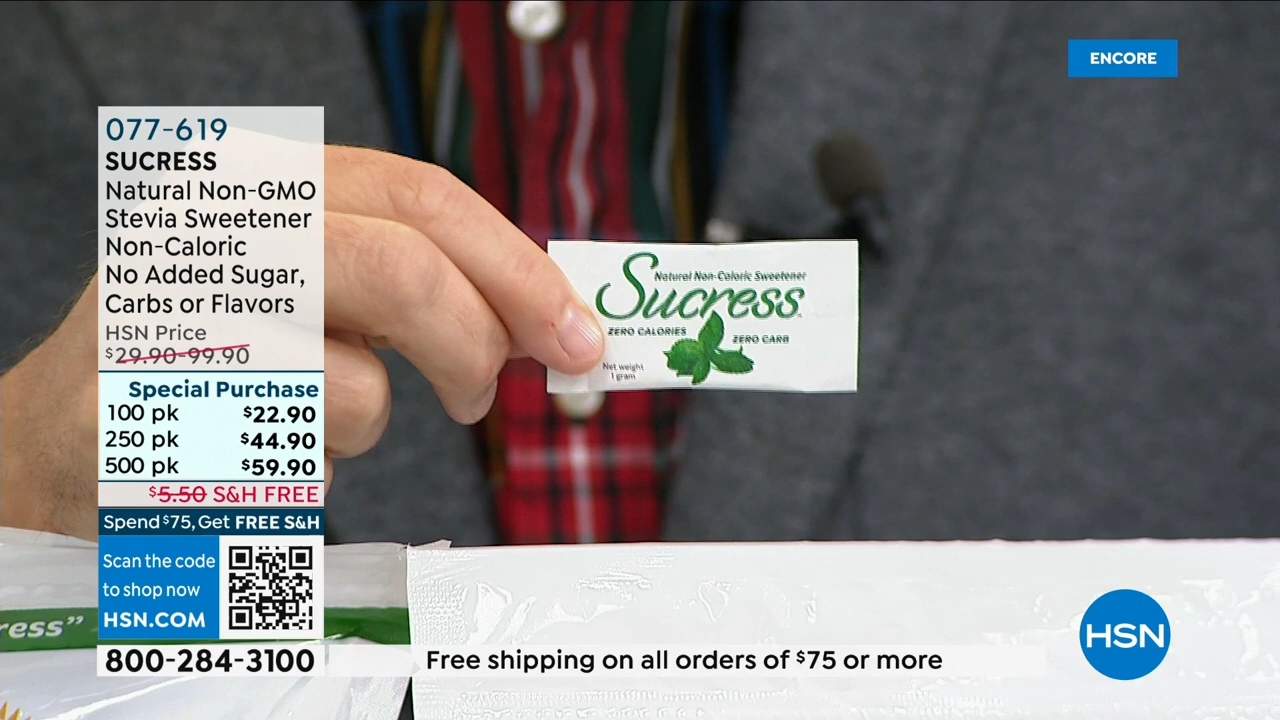 ENCORE
077-619
SUCRESS
Natural Non-GMO
Stevia Sweetener
Non-Caloric
No Added Sugar,
Carbs or Flavors
HSN Price
$29.90-99.90
Special Purchase
100 pk $22.90
250 pk $44.90
500 pk $59.90
$5.50 S&H FREE
Spend $75, Get FREE S&H
Scan the code
to shop now
HSN.COM
800-284-3100
Natural Non-Caloric Sweetener
Sucress
ZERO CALORIES
ZERO CARB
Net weight
1 gram
ress”
Free shipping on all orders of $75 or more
HSN